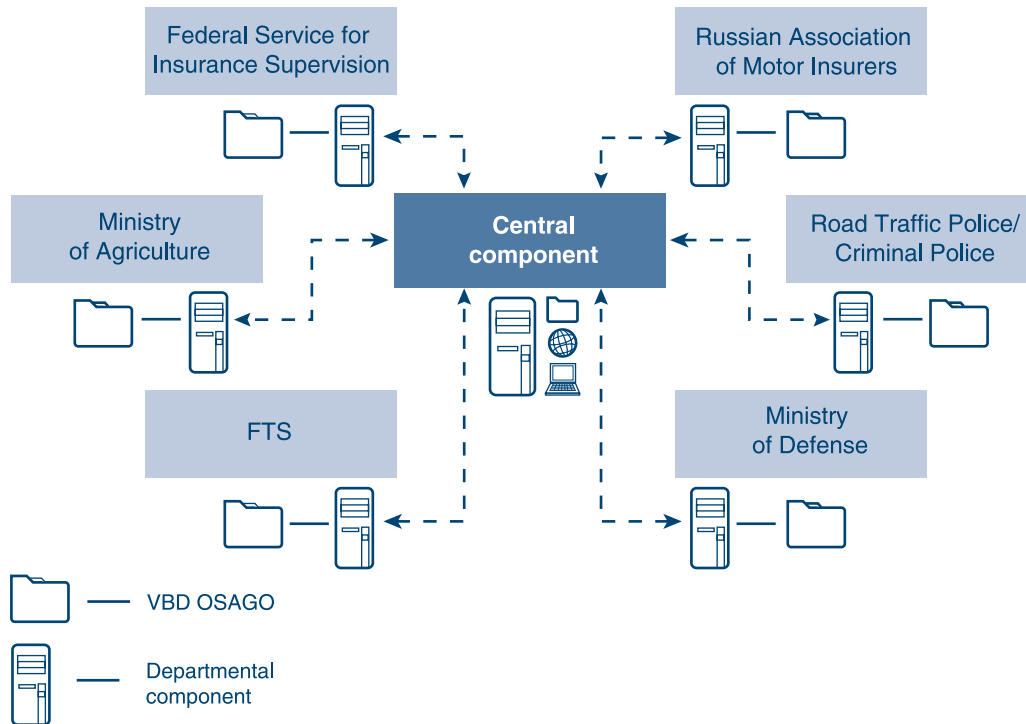 Federal Service for
Insurance Supervision
Russian Association
of Motor Insurers
Ministry
of Agriculture
Central
component
Road Traffic Police/
Criminal Police
FTS
Ministry
of Defense
VBD OSAGO
Departmental
component